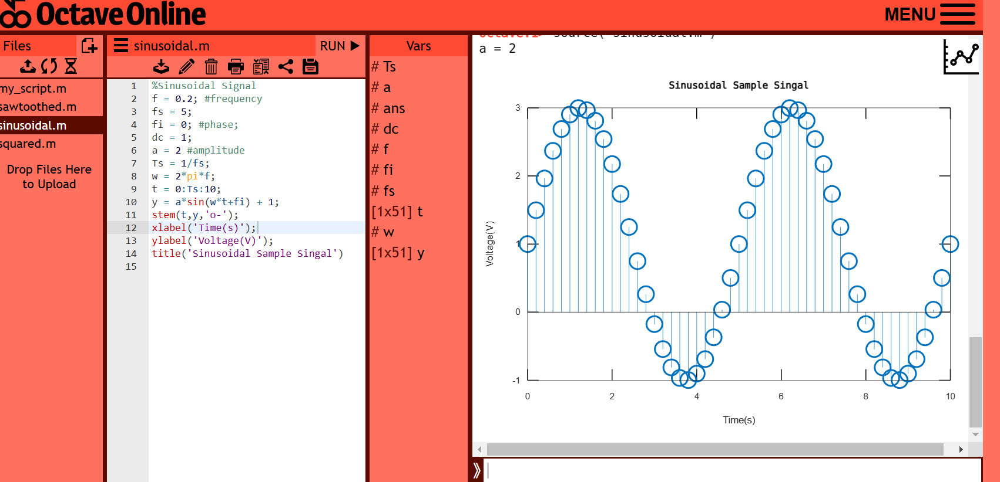 OctaveOnline
MENU
Files
my_script.m
sawtoothed.m
sinusoidal.m
squared.m
Drop Files Here
to Upload
sinusoidal.m
RUN
1 %Sinusoidal Signal
2 f = 0.2; #frequency
3 fs = 5;
4 fi = 0; #phase;
5 dc = 1;
6 a = 2 #amplitude
7 Ts = 1/fs;
8 w = 2*pi*f;
9 t = 0:Ts:10;
10 y = a*sin(w*t+fi) + 1;
11 stem(t,y,'o-');
12 xlabel('Time(s)');
13 ylabel('Voltage(V)');
14 title('Sinusoidal Sample Singal')
15
Vars
# Ts
# a
# ans
# dc
# f
# fi
# fs
[1x51] t
# w
[1x51] y
a = 2
Sinusoidal Sample Singal
3
2
1
0
-1
Voltage(V)
0 2 4 6 8 10
Time(s)